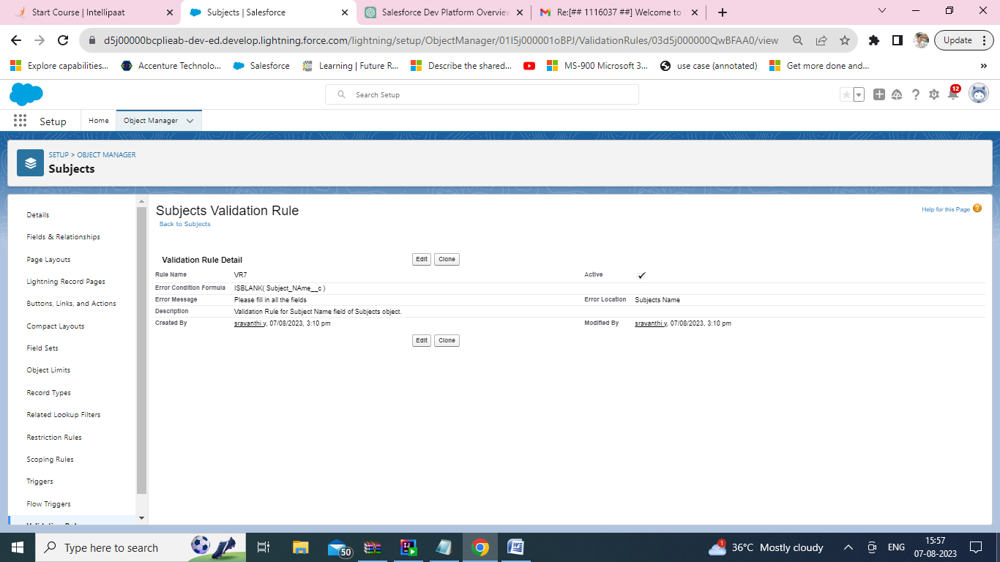 Start Course | Intellipaat
Subjects | Salesforce
Salesforce Dev Platform Overview
Re:[## 1116037 ##] Welcome to
d5j00000bcplieab-dev-ed.develop.lightning.force.com/lightning/setup/ObjectManager/01I5j000001oBPJ/ValidationRules/03d5j000000QwBFAA0/view
Update
Explore capabilities...
Accenture Technolo...
Salesforce
Learning | Future R...
Describe the shared...
MS-900 Microsoft 3...
use case (annotated)
Get more done and...
»
Search Setup
12
Setup
Home
Object Manager
SETUP > OBJECT MANAGER
Subjects
Details
Fields & Relationships
Page Layouts
Lightning Record Pages
Buttons, Links, and Actions
Compact Layouts
Field Sets
Object Limits
Record Types
Related Lookup Filters
Restriction Rules
Scoping Rules
Triggers
Flow Triggers
Subjects Validation Rule
Help for this Page ?
Back to Subjects
Validation Rule Detail
Edit Clone
Rule Name VR7 Active ✓
Error Condition Formula ISBLANK( Subject_NAme__c )
Error Message Please fill in all the fields Error Location Subjects Name
Description Validation Rule for Subject Name field of Subjects object.
Created By sravanthi y, 07/08/2023, 3:10 pm Modified By sravanthi y, 07/08/2023, 3:10 pm
Edit Clone
Type here to search
50
1
36°C Mostly cloudy
ENG
15:57
07-08-2023